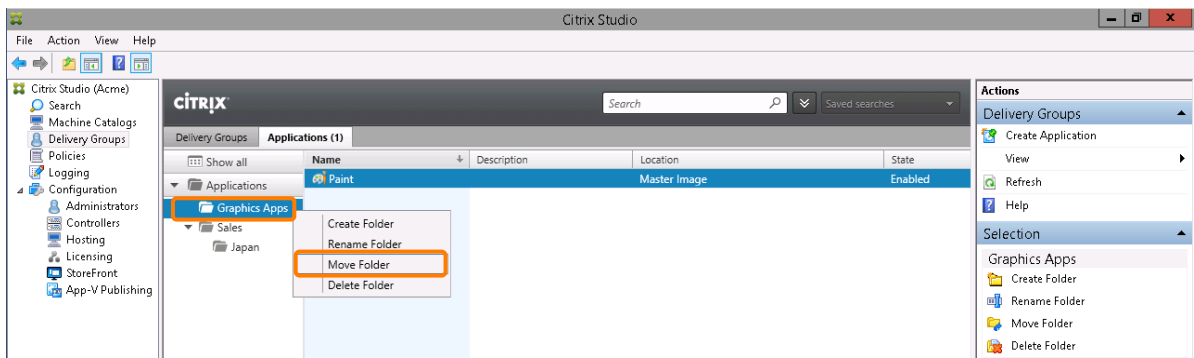 Citrix Studio
File Action View Help
Citrix Studio (Acme)
Search
Machine Catalogs
Delivery Groups
Policies
Logging
Configuration
Administrators
Controllers
Hosting
Licensing
StoreFront
App-V Publishing
CITRIX
Search
Saved searches
Delivery Groups Applications (1)
Show all
Applications
Graphics Apps
Sales
Japan
Name Description Location State
Paint Master Image Enabled
Create Folder
Rename Folder
Move Folder
Delete Folder
Actions
Delivery Groups
Create Application
View
Refresh
Help
Selection
Graphics Apps
Create Folder
Rename Folder
Move Folder
Delete Folder